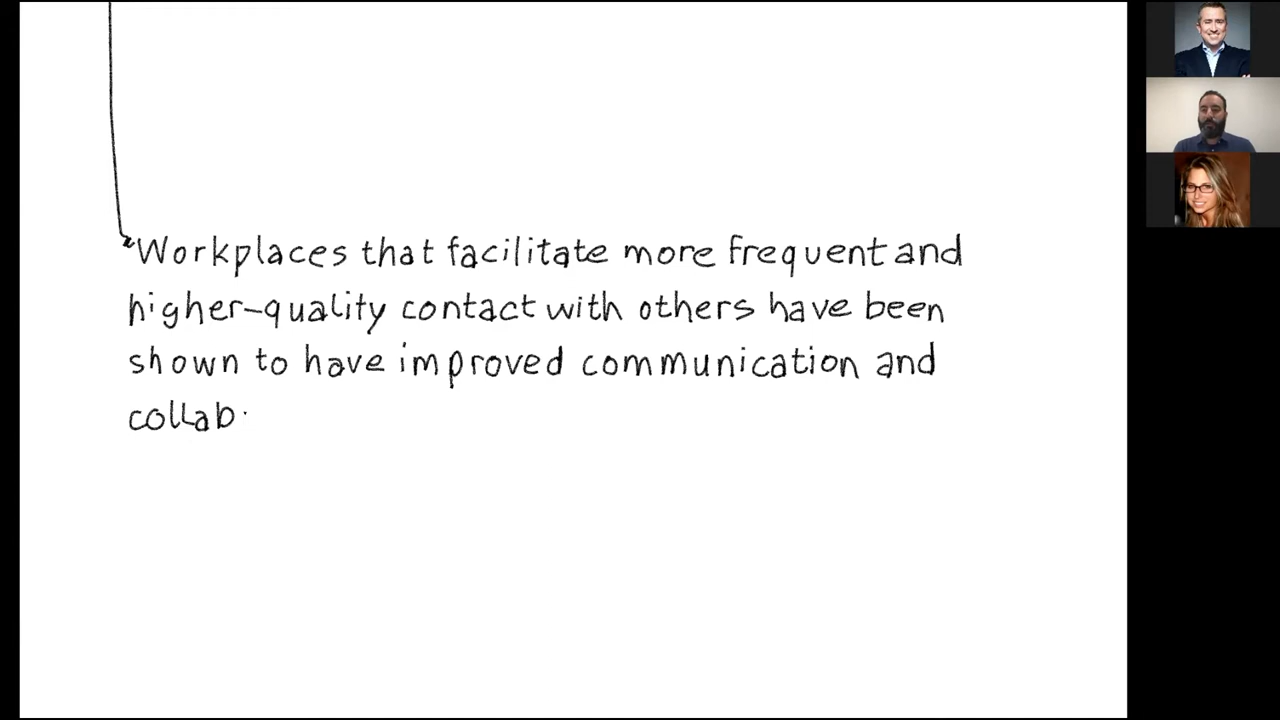 Workplaces that facilitate more frequent and
higher-quality contact with others have been
shown to have improved communication and
collab